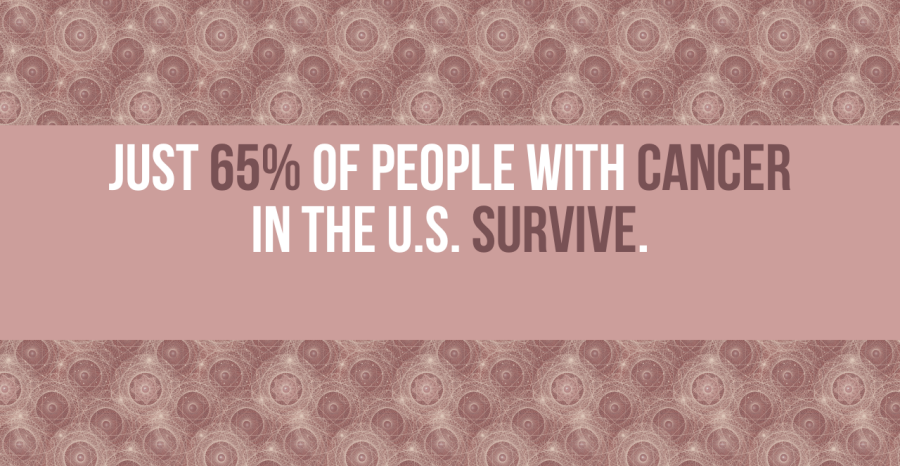 JUST 65% OF PEOPLE WITH CANCER
IN THE U.S. SURVIVE.